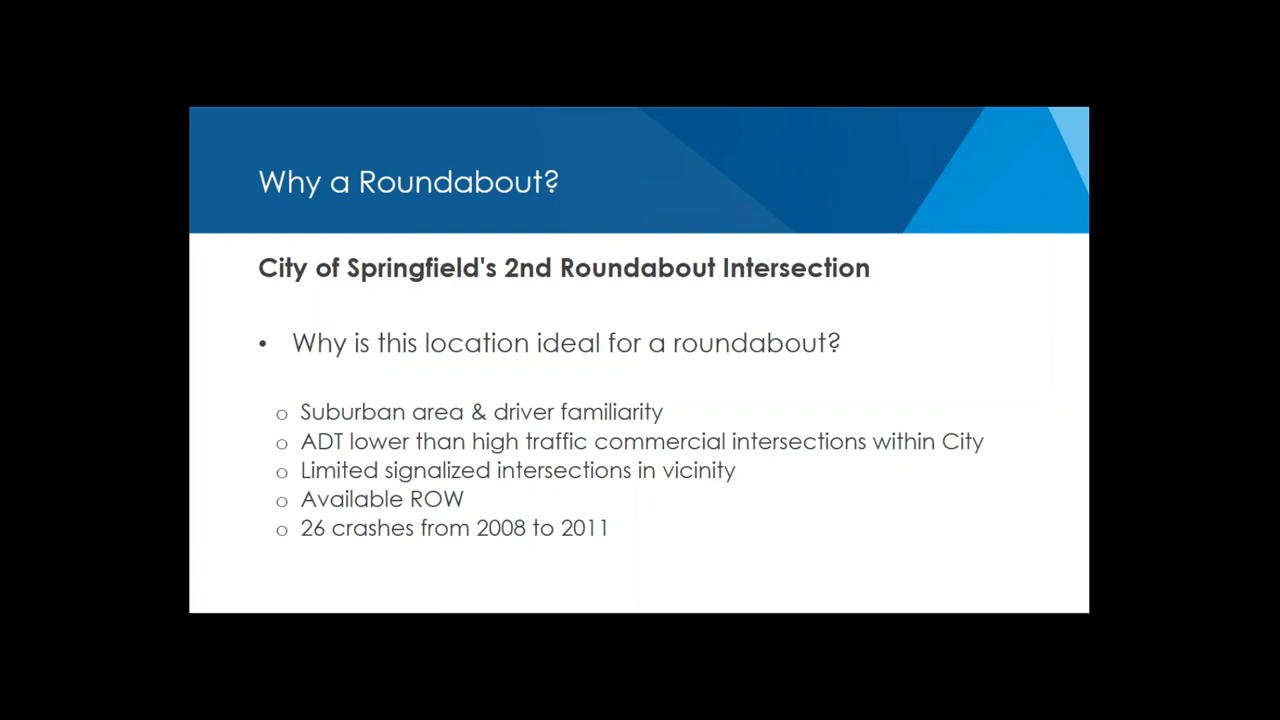 Why a Roundabout?
City of Springfield's 2nd Roundabout Intersection
• Why is this location ideal for a roundabout?
o Suburban area & driver familiarity
o ADT lower than high traffic commercial intersections within City
o Limited signalized intersections in vicinity
o Available ROW
o 26 crashes from 2008 to 2011